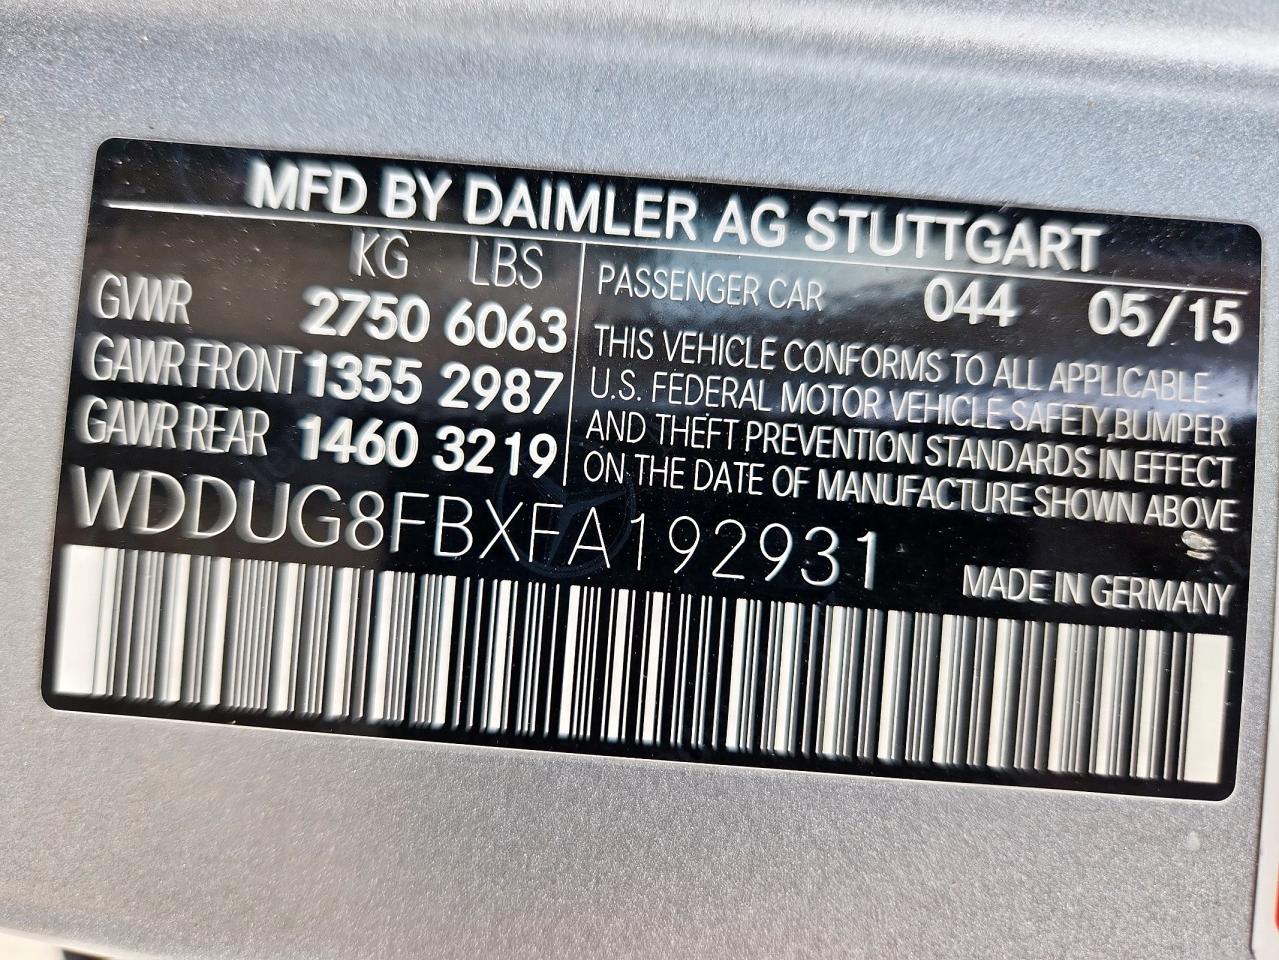 MFD BY DAIMLER AG STUTTGART
KG LBS
GVWR 2750 6063
GAWR FRONT 1355 2987
GAWR REAR 1460 3219
PASSENGER CAR 044 05/15
THIS VEHICLE CONFORMS TO ALL APPLICABLE
U.S. FEDERAL MOTOR VEHICLE SAFETY, BUMPER
AND THEFT PREVENTION STANDARDS IN EFFECT
ON THE DATE OF MANUFACTURE SHOWN ABOVE
WDDUG8FBXFA192931
MADE IN GERMANY